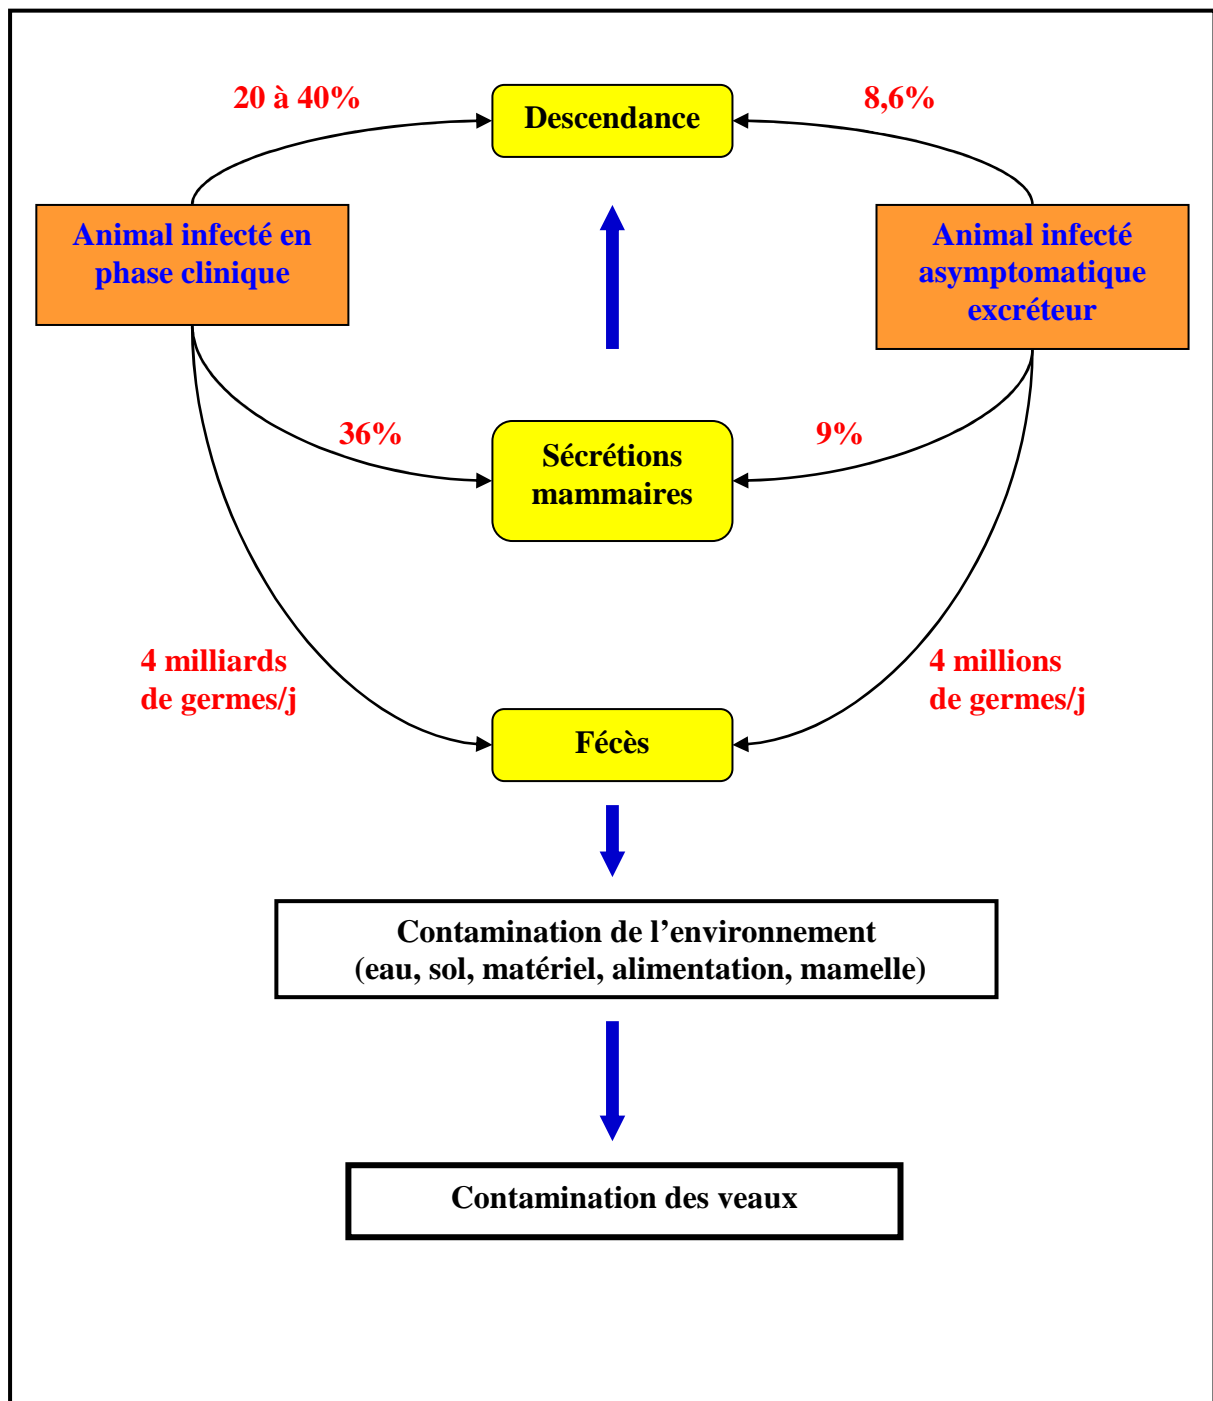 20 à 40%
Descendance
8,6%
Animal infecté en
phase clinique
Animal infecté
asymptomatique
excréteur
36%
Sécrétions
mammaires
9%
4 milliards
de germes/j
4 millions
de germes/j
Fécès
Contamination de l’environnement
(eau, sol, matériel, alimentation, mamelle)
Contamination des veaux